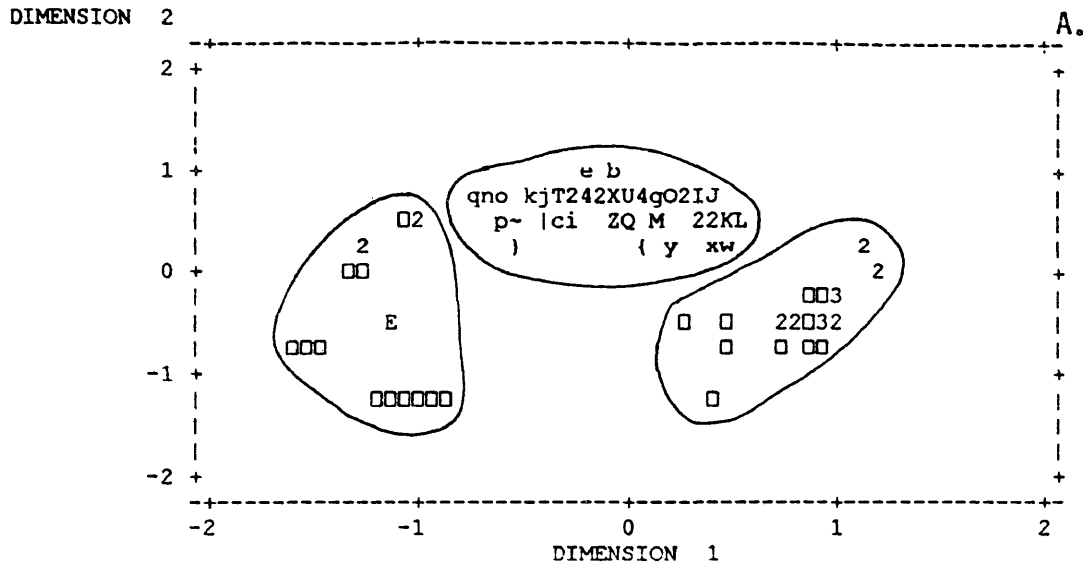 DIMENSION 2
A.
-+---------+---------+---------+---------+-
2 + +
1 + e b +
qno kjT242XU4gO2IJ
□2 p~ |ci ZQ M 22KL
2 ) { y xw 2
0 + □□ 2 +
□□3
E □ □ 22□32
□□□ □ □ □□
-1 + +
□□□□□□ □
-2 + +
-+---------+---------+---------+---------+-
-2 -1 0 1 2
DIMENSION 1